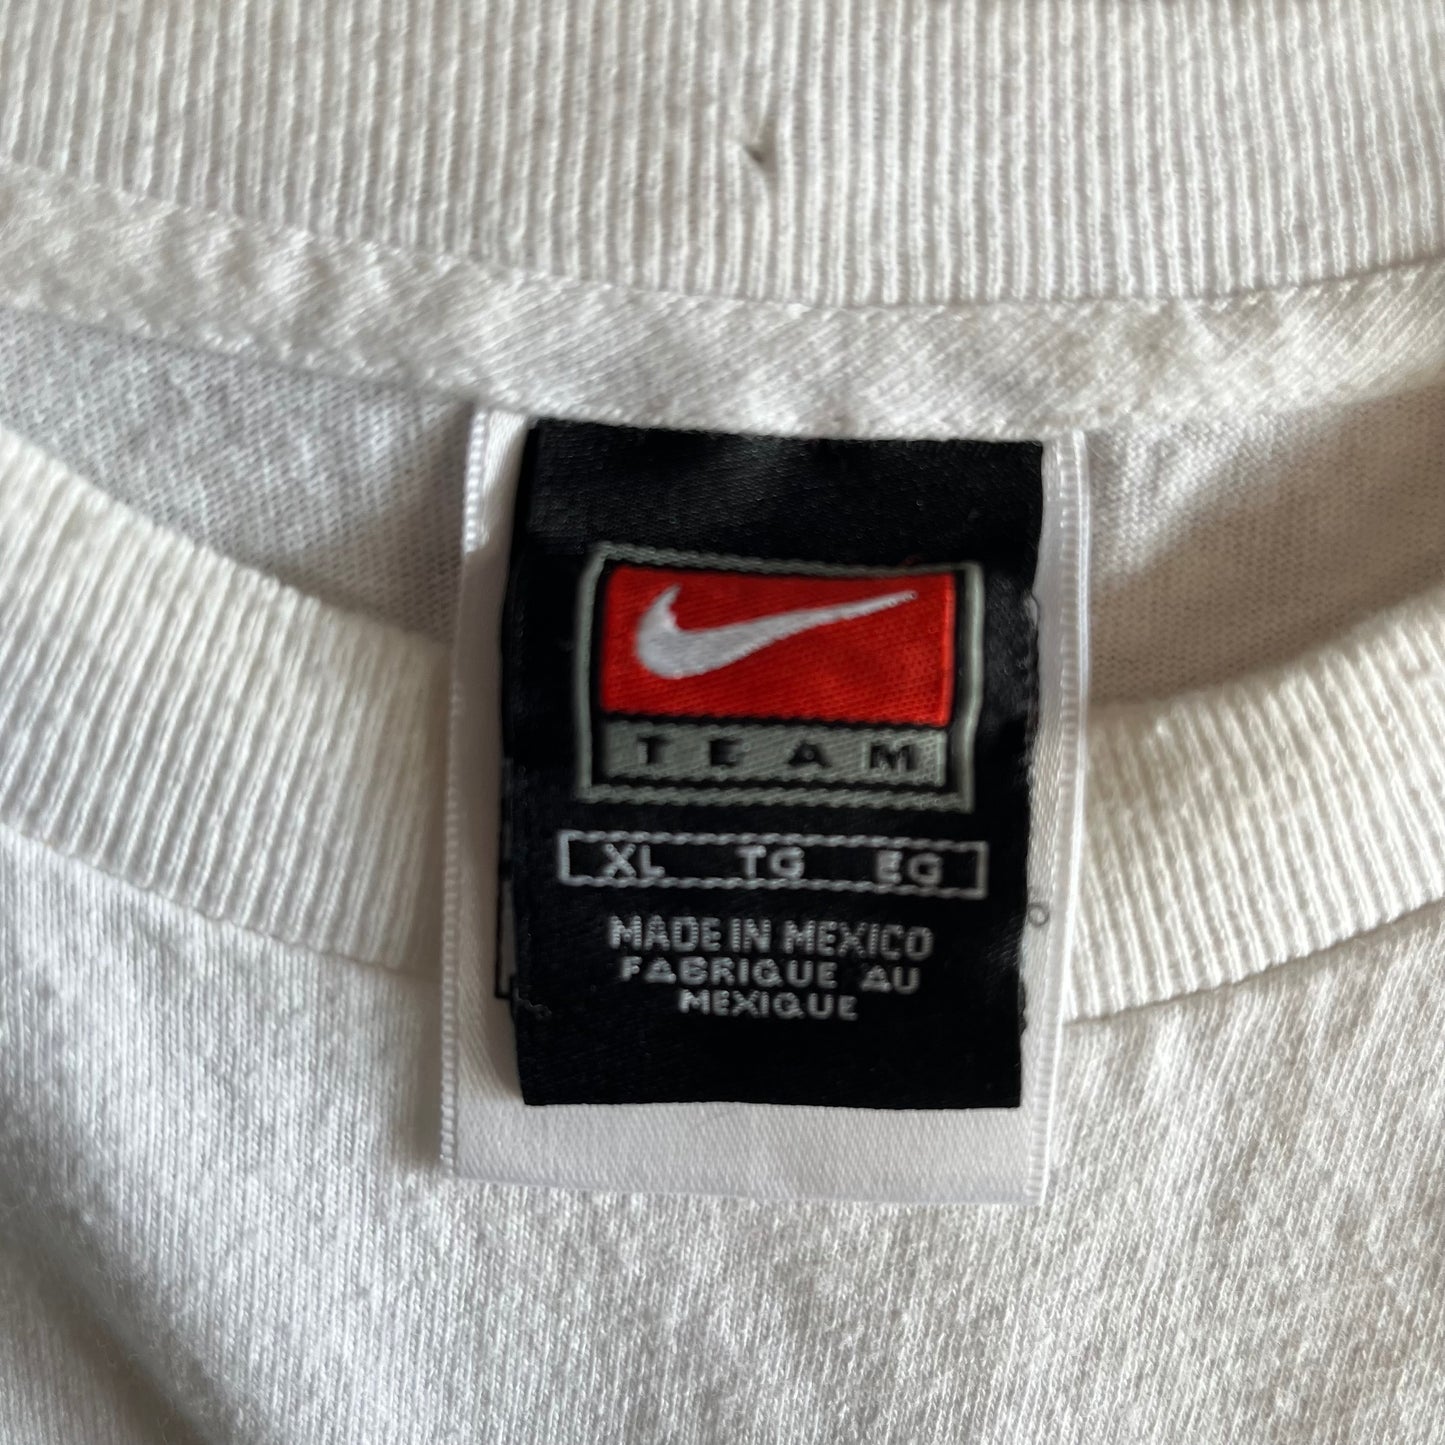 TEAM
XL TG EG
MADE IN MEXICO
FABRIQUE AU
MEXIQUE